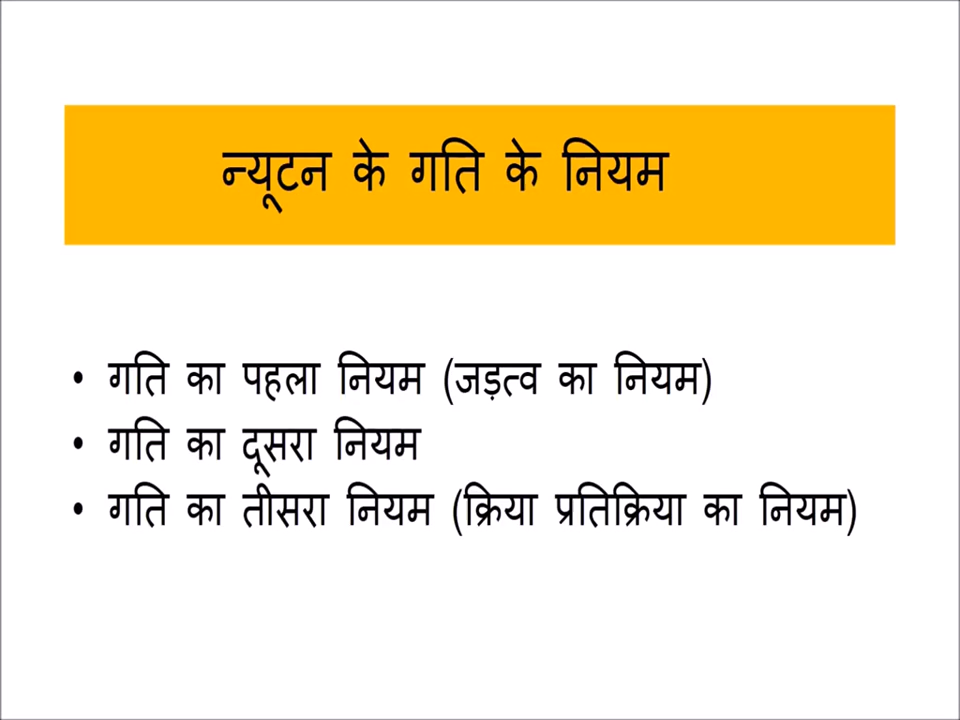 न्यूटन के गति के नियम
• गति का पहला नियम (जड़त्व का नियम)
• गति का दूसरा नियम
• गति का तीसरा नियम (क्रिया प्रतिक्रिया का नियम)